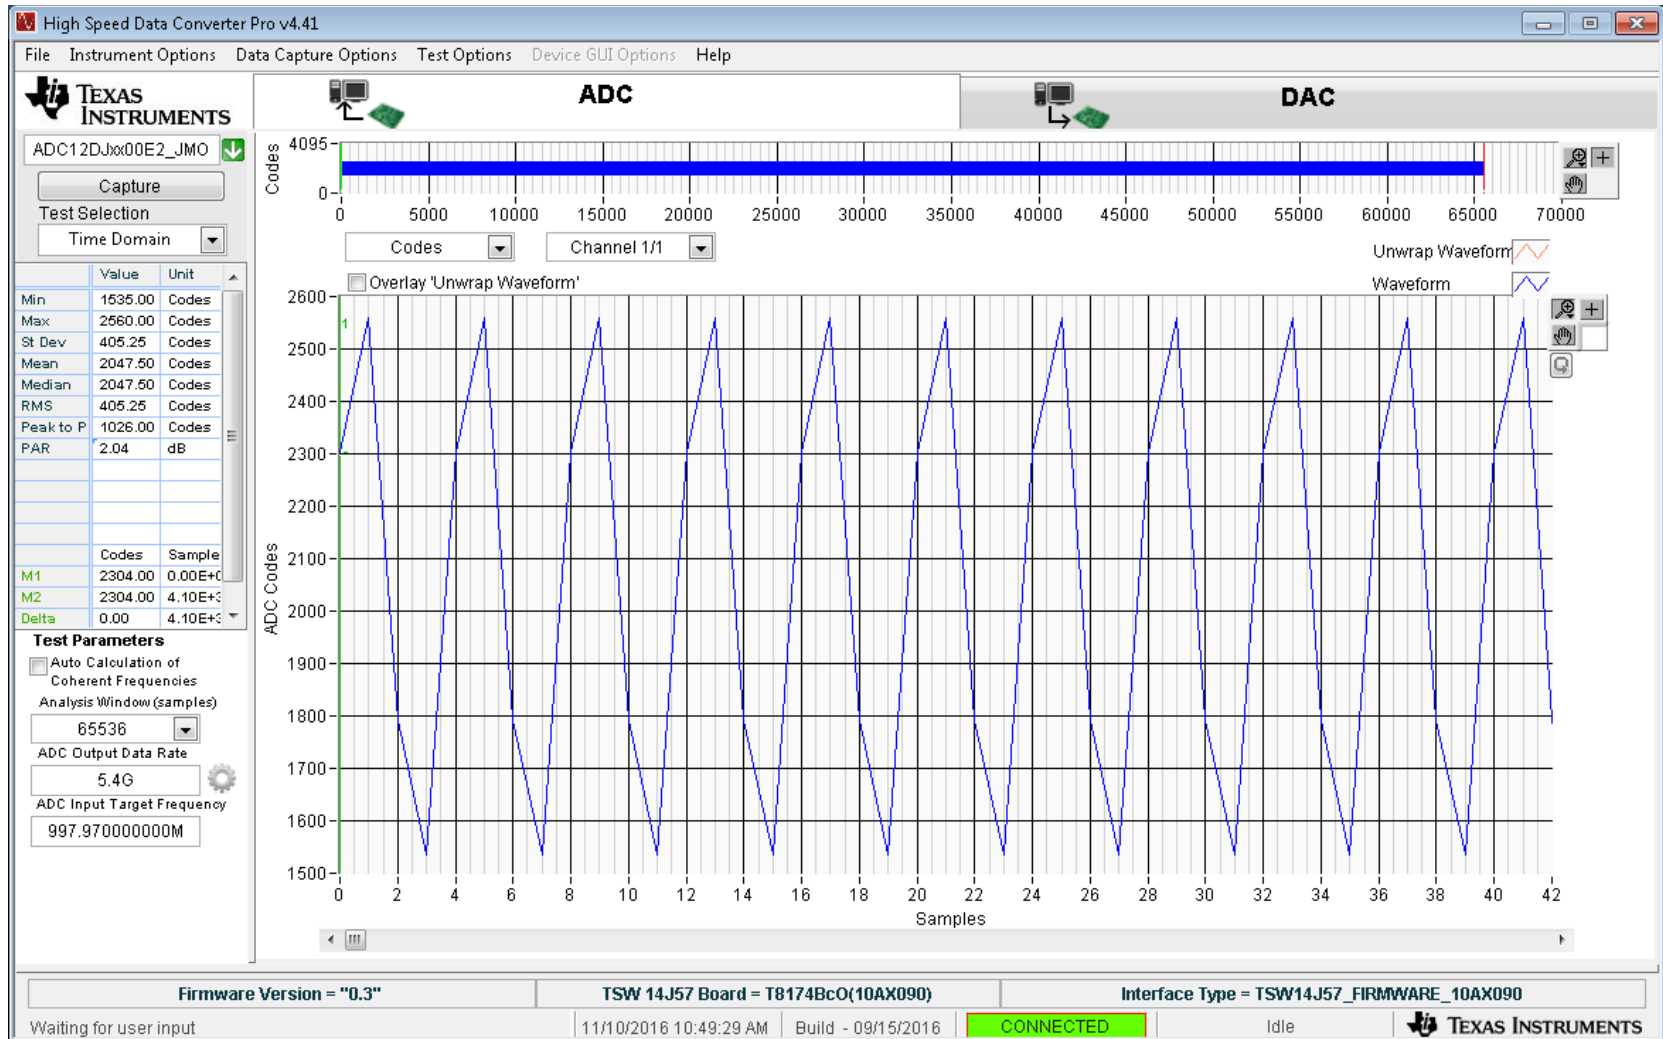 High Speed Data Converter Pro v4.41
File Instrument Options Data Capture Options Test Options Device GUI Options Help
TEXAS INSTRUMENTS
ADC
DAC
ADC12DJxx00E2_JMO
Capture
Test Selection
Time Domain
Value Unit
Min 1535.00 Codes
Max 2560.00 Codes
St Dev 405.25 Codes
Mean 2047.50 Codes
Median 2047.50 Codes
RMS 405.25 Codes
Peak to P 1026.00 Codes
PAR 2.04 dB
Codes Sample
M1 2304.00 0.00E+0
M2 2304.00 4.10E+3
Delta 0.00 4.10E+3
Test Parameters
Auto Calculation of
Coherent Frequencies
Analysis Window (samples)
65536
ADC Output Data Rate
5.4G
ADC Input Target Frequency
997.970000000M
Codes
4095
0
0 5000 10000 15000 20000 25000 30000 35000 40000 45000 50000 55000 60000 65000 70000
Codes
Channel 1/1
Unwrap Waveform
Overlay 'Unwrap Waveform'
Waveform
1
ADC Codes
2600
2500
2400
2300
2200
2100
2000
1900
1800
1700
1600
1500
0 2 4 6 8 10 12 14 16 18 20 22 24 26 28 30 32 34 36 38 40 42
Samples
Firmware Version = "0.3"
TSW 14J57 Board = T8174BcO(10AX090)
Interface Type = TSW14J57_FIRMWARE_10AX090
Waiting for user input
11/10/2016 10:49:29 AM
Build - 09/15/2016
CONNECTED
Idle
TEXAS INSTRUMENTS